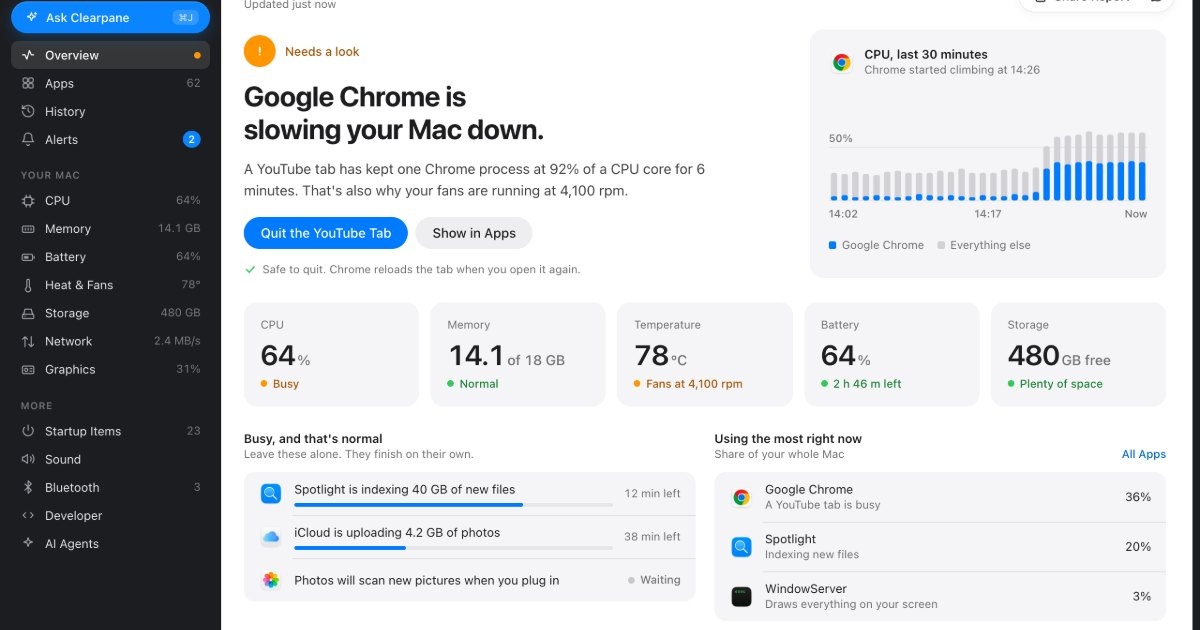 Ask Clearpane ⌘J
Overview
Apps 62
History
Alerts 2
YOUR MAC
CPU 64%
Memory 14.1 GB
Battery 64%
Heat & Fans 78°
Storage 480 GB
Network 2.4 MB/s
Graphics 31%
MORE
Startup Items 23
Sound
Bluetooth 3
Developer
AI Agents
Updated just now
Needs a look
Google Chrome is
slowing your Mac down.
A YouTube tab has kept one Chrome process at 92% of a CPU core for 6
minutes. That's also why your fans are running at 4,100 rpm.
Quit the YouTube Tab
Show in Apps
Safe to quit. Chrome reloads the tab when you open it again.
CPU, last 30 minutes
Chrome started climbing at 14:26
50%
14:02 14:17 Now
Google Chrome Everything else
CPU
64%
Busy
Memory
14.1 of 18 GB
Normal
Temperature
78°C
Fans at 4,100 rpm
Battery
64%
2 h 46 m left
Storage
480 GB free
Plenty of space
Busy, and that's normal
Leave these alone. They finish on their own.
Spotlight is indexing 40 GB of new files 12 min left
iCloud is uploading 4.2 GB of photos 38 min left
Photos will scan new pictures when you plug in Waiting
Using the most right now
Share of your whole Mac All Apps
Google Chrome 36%
A YouTube tab is busy
Spotlight 20%
Indexing new files
WindowServer 3%
Draws everything on your screen